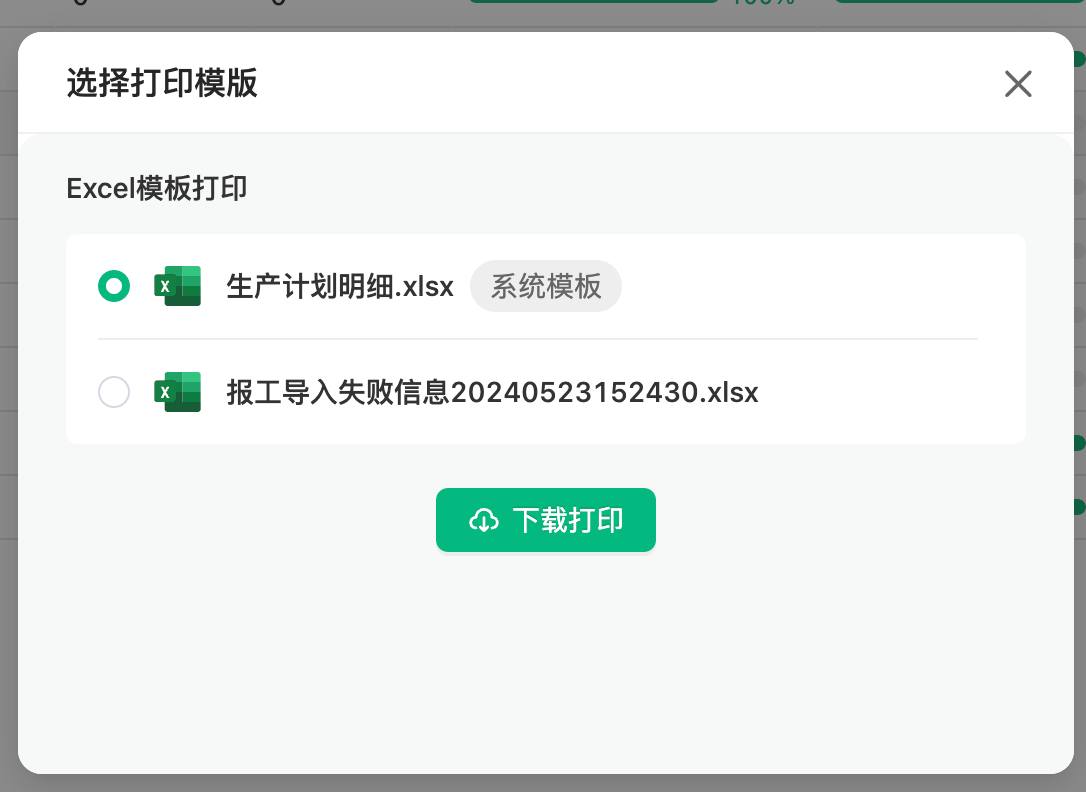 选择打印模版
Excel模板打印
生产计划明细.xlsx 系统模板
报工导入失败信息20240523152430.xlsx
下载打印